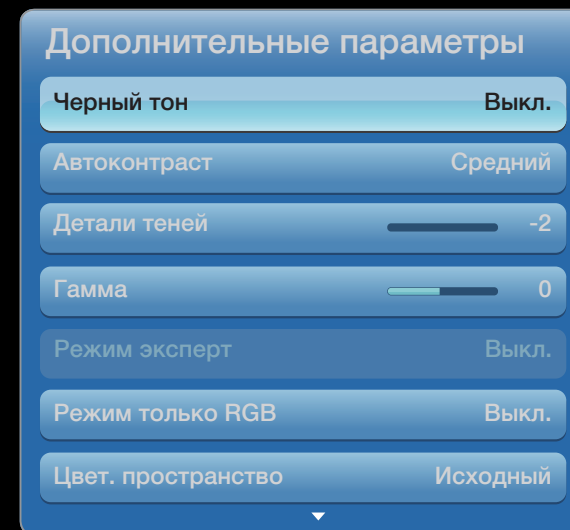 Дополнительные параметры
Черный тон Выкл.
Автоконтраст Средний
Детали теней -2
Гамма 0
Режим эксперт Выкл.
Режим только RGB Выкл.
Цвет. пространство Исходный